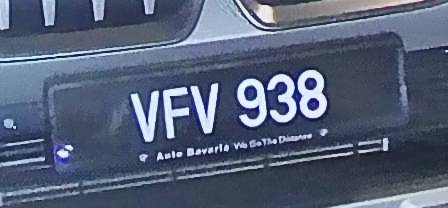 VFV 938
Auto Bavaria We Go The Distance